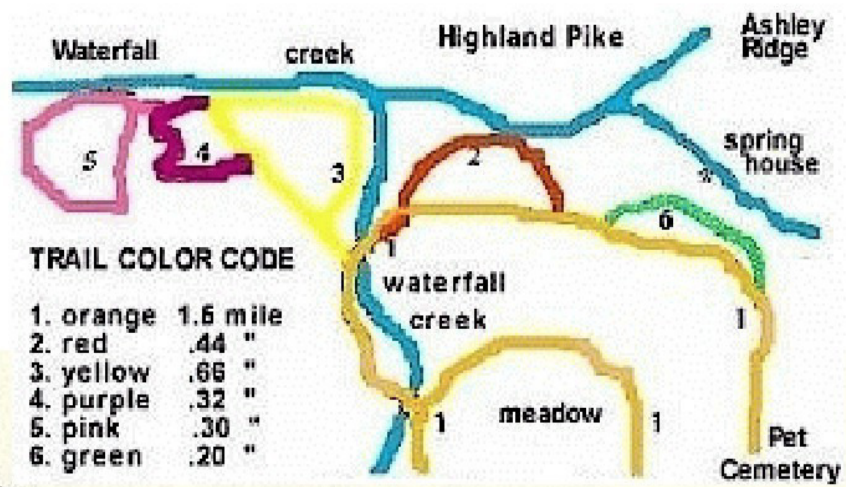 Waterfall
creek
Highland Pike
Ashley
Ridge
spring
house
*
5
4
3
2
6
1
TRAIL COLOR CODE
waterfall
creek
1
1. orange 1.6 mile
2. red .44 "
3. yellow .66 "
4. purple .32 "
5. pink .30 "
6. green .20 "
1
meadow
1
Pet
Cemetery